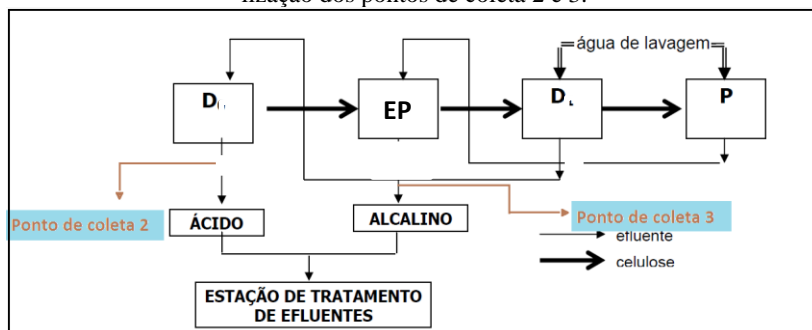 lização dos pontos de coleta 2 e 3.
água de lavagem
D
EP
D
P
Ponto de coleta 2
ÁCIDO
ALCALINO
Ponto de coleta 3
efluente
celulose
ESTAÇÃO DE TRATAMENTO
DE EFLUENTES